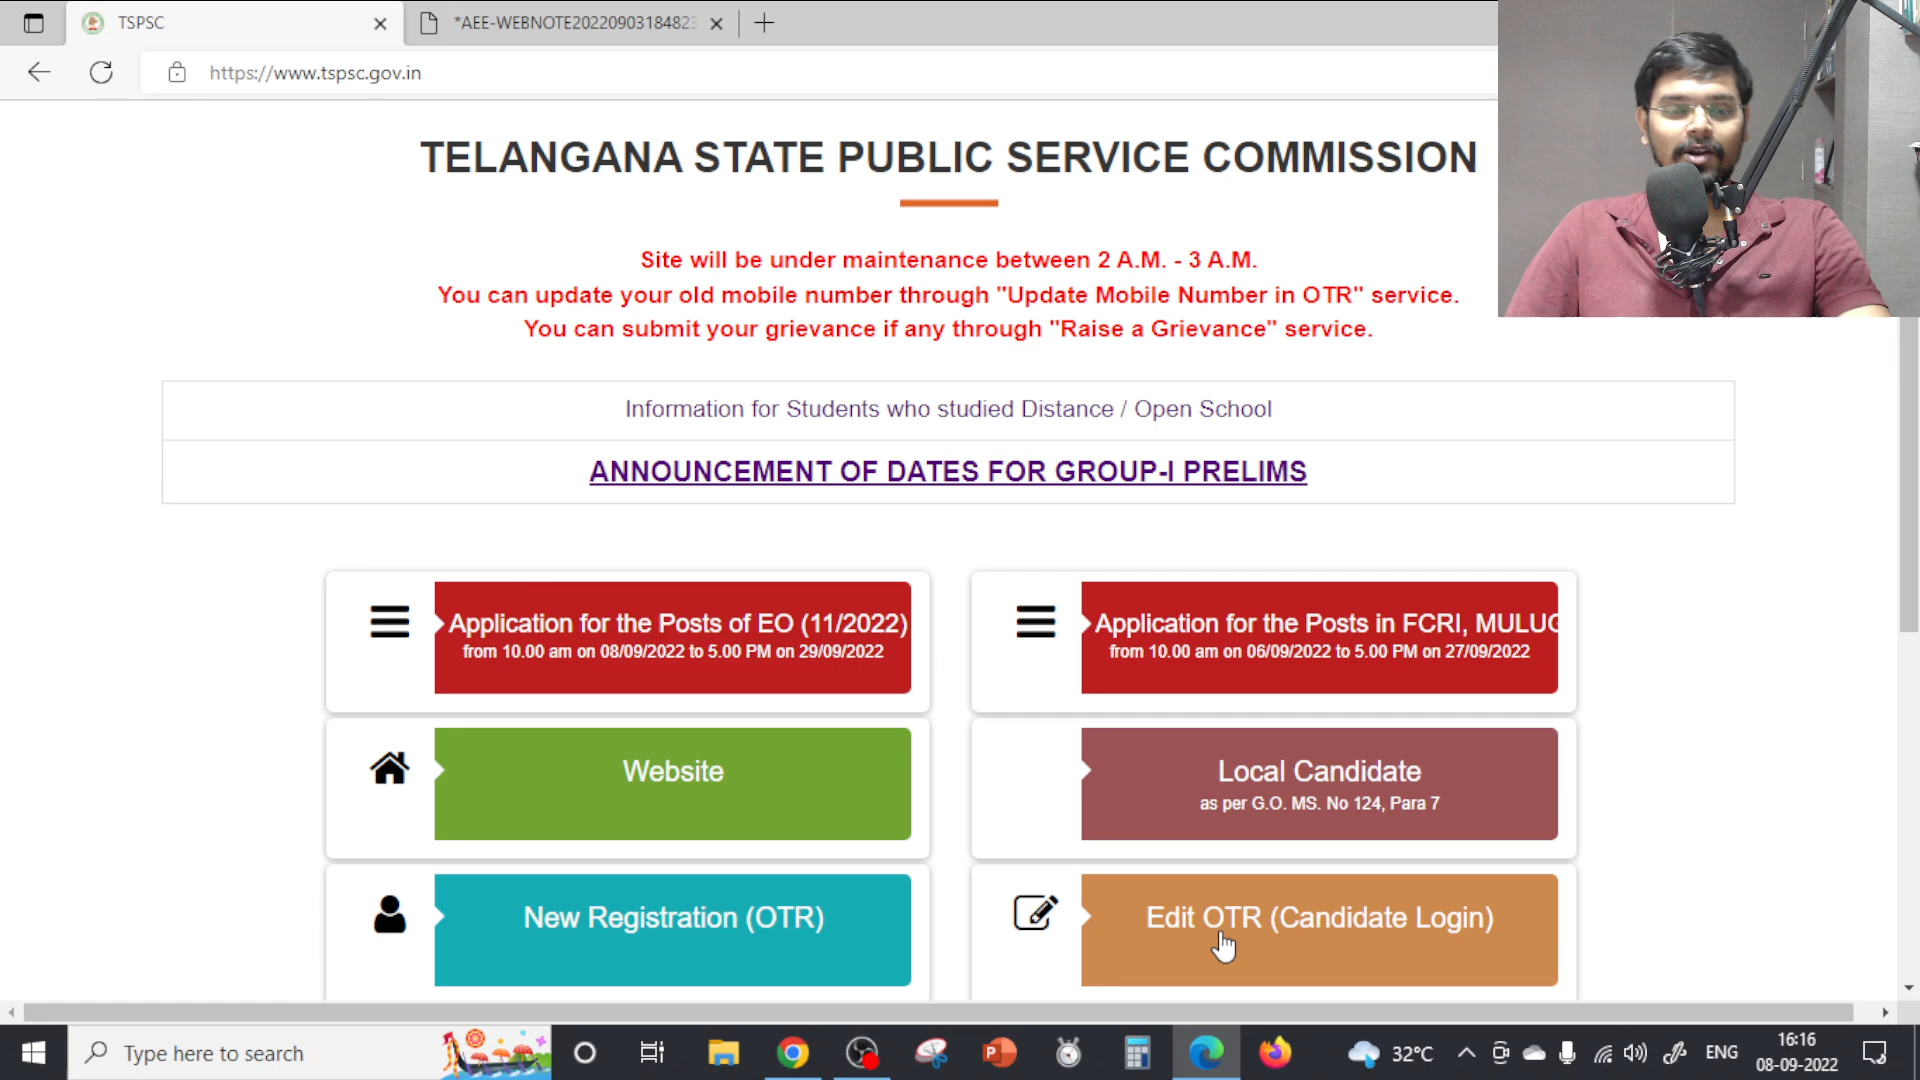 TSPSC
*AEE-WEBNOTE20220903184823
https://www.tspsc.gov.in
TELANGANA STATE PUBLIC SERVICE COMMISSION
Site will be under maintenance between 2 A.M. - 3 A.M.
You can update your old mobile number through "Update Mobile Number in OTR" service.
You can submit your grievance if any through "Raise a Grievance" service.
Information for Students who studied Distance / Open School
ANNOUNCEMENT OF DATES FOR GROUP-I PRELIMS
Application for the Posts of EO (11/2022)
from 10.00 am on 08/09/2022 to 5.00 PM on 29/09/2022
Application for the Posts in FCRI, MULUG
from 10.00 am on 06/09/2022 to 5.00 PM on 27/09/2022
Website
Local Candidate
as per G.O. MS. No 124, Para 7
New Registration (OTR)
Edit OTR (Candidate Login)
Type here to search
32°C
ENG
16:16
08-09-2022